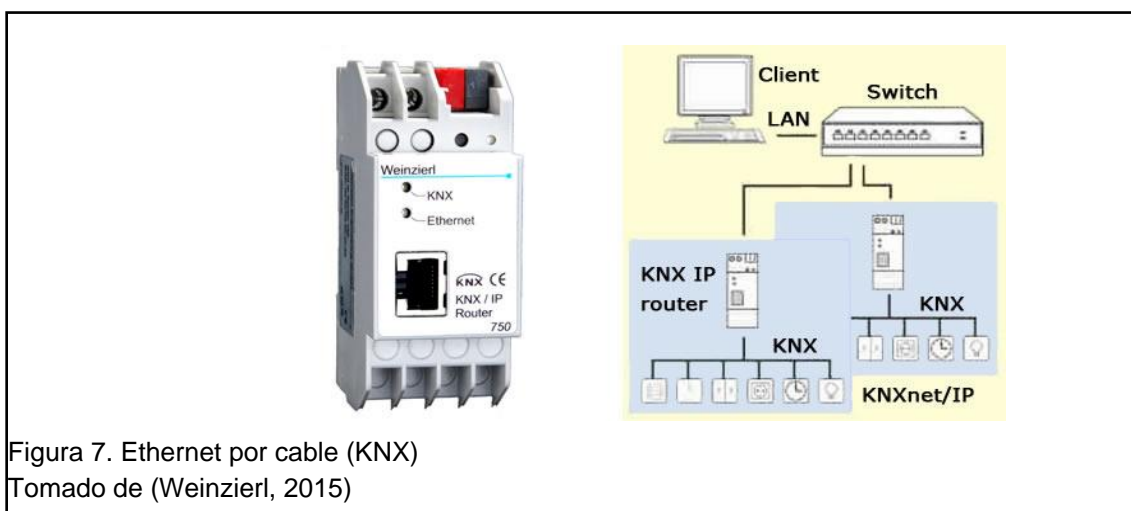 Weinzierl
KNX
Ethernet
KNX CE
KNX / IP
Router
750
Client
LAN
Switch
KNX IP
router
KNX
KNX
KNXnet/IP
Figura 7. Ethernet por cable (KNX)
Tomado de (Weinzierl, 2015)